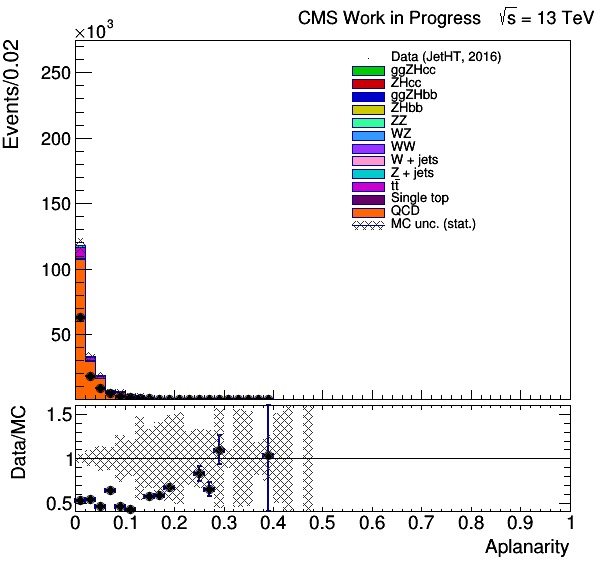 CMS Work in Progress √s = 13 TeV
×10³
Events/0.02
250
200
150
100
50
Data (JetHT, 2016)
ggZHcc
ZHcc
ggZHbb
ZHbb
ZZ
WZ
WW
W + jets
Z + jets
tt̄
Single top
QCD
MC unc. (stat.)
Data/MC
1.5
1
0.5
0 0.1 0.2 0.3 0.4 0.5 0.6 0.7 0.8 0.9 1
Aplanarity